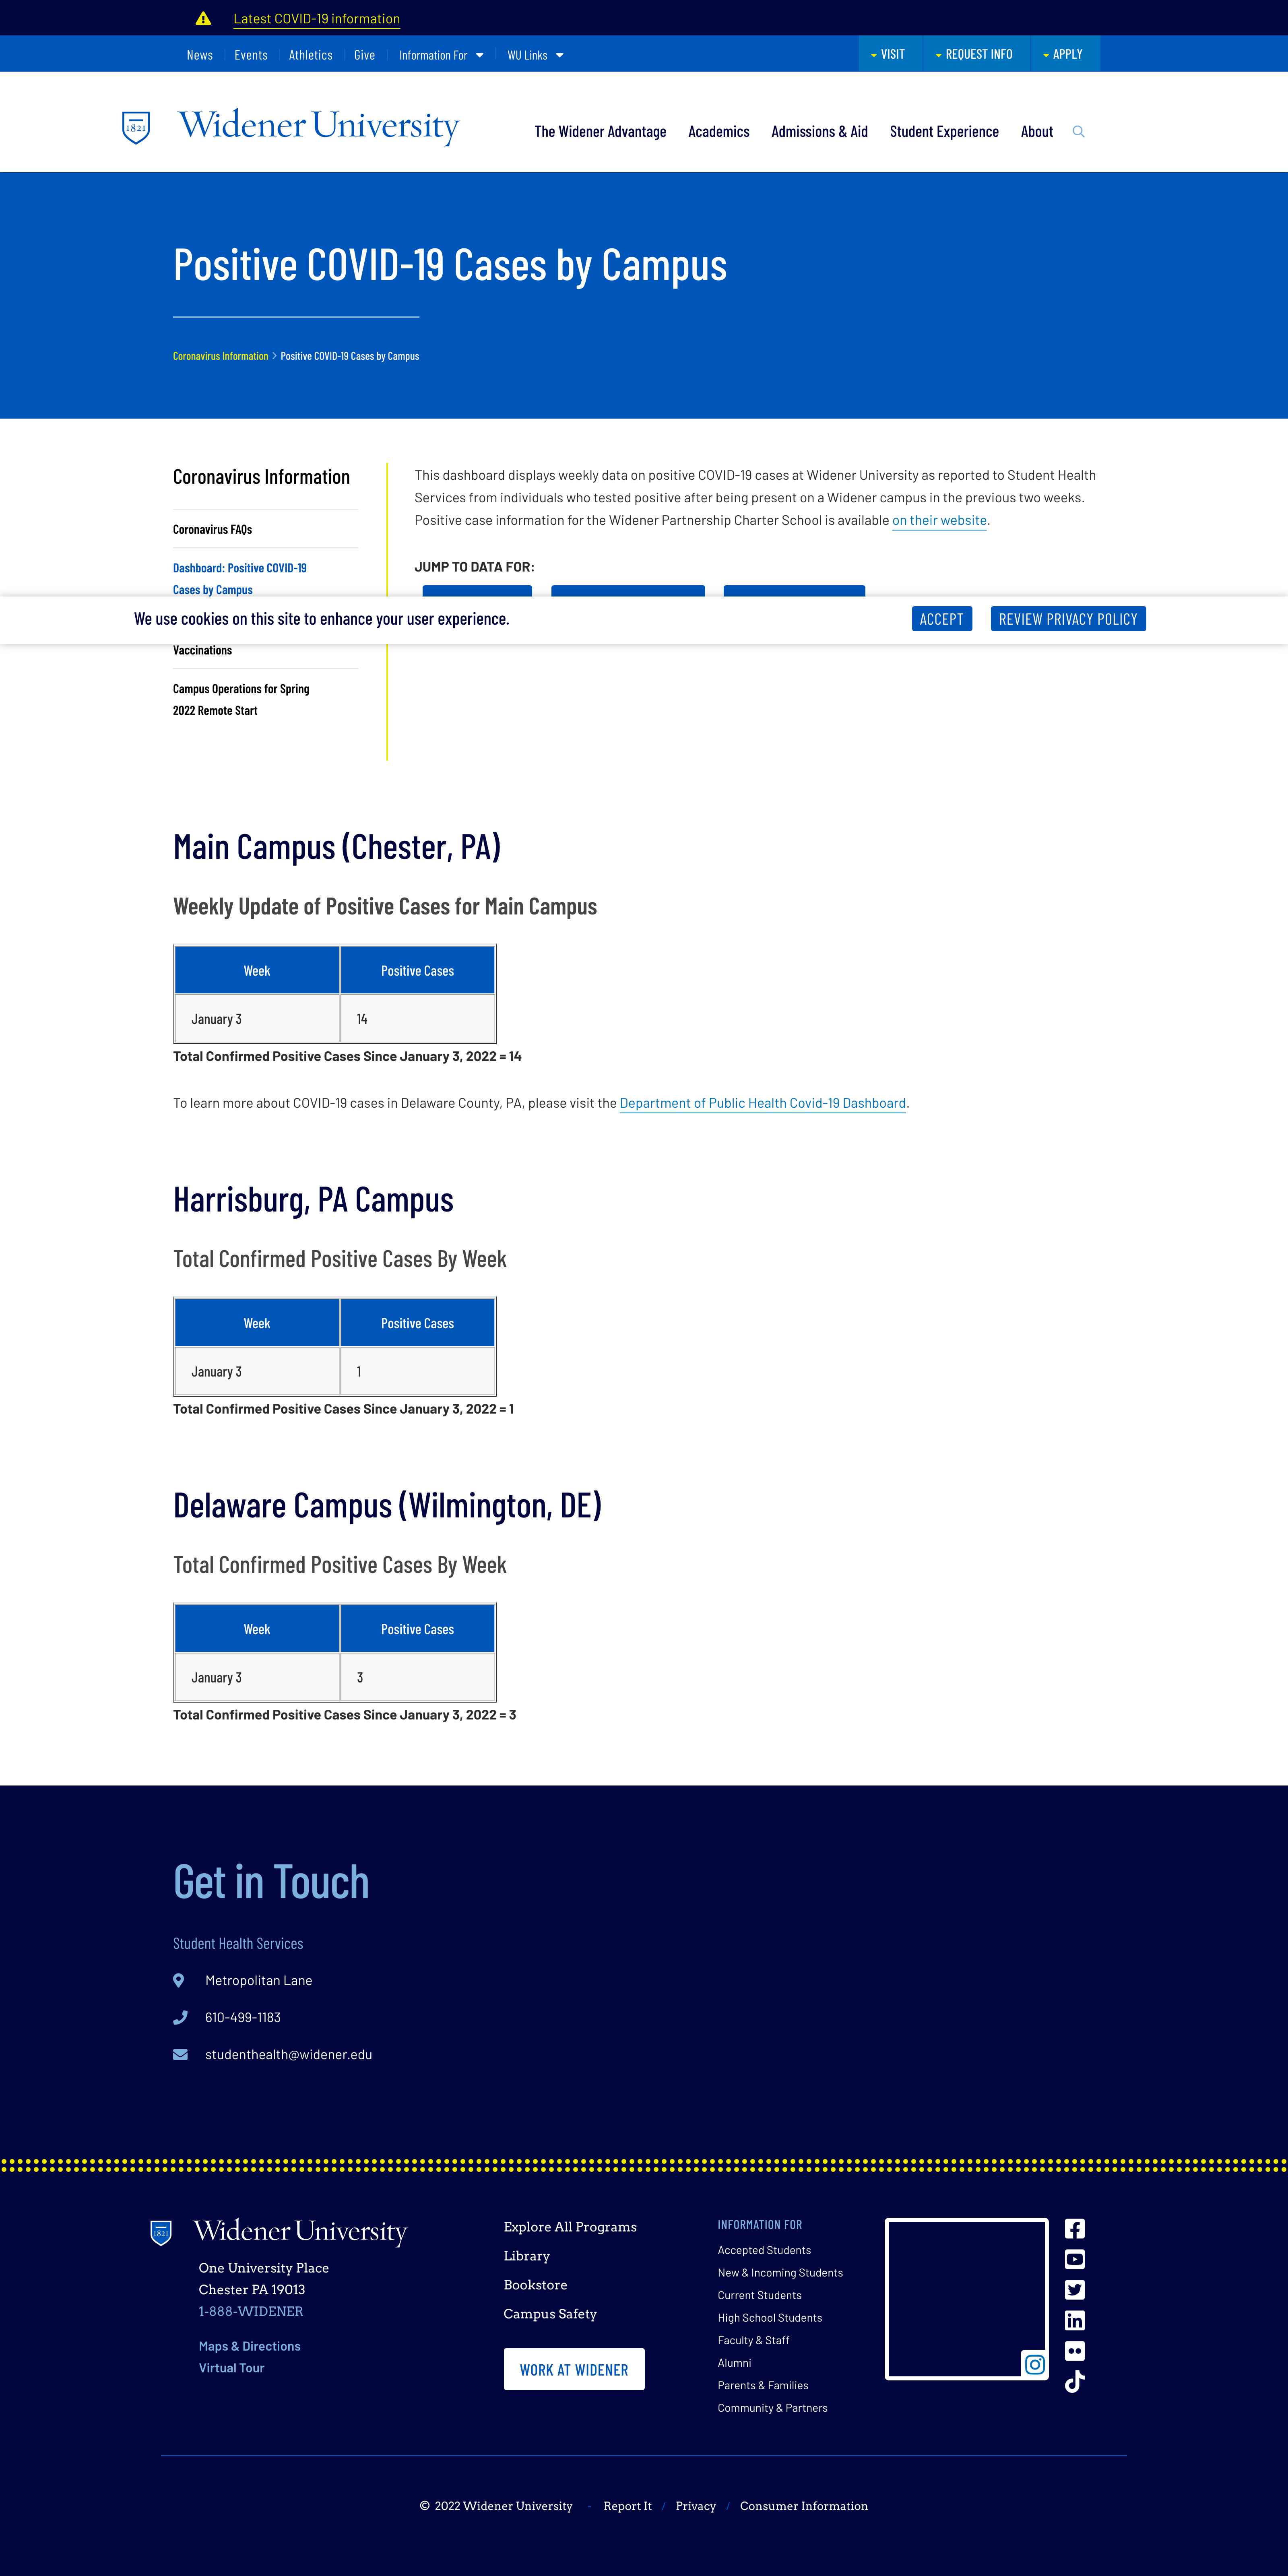 Latest COVID-19 information
News Events Athletics Give Information For WU Links VISIT REQUEST INFO APPLY
1821 Widener University The Widener Advantage Academics Admissions & Aid Student Experience About
Positive COVID-19 Cases by Campus
Coronavirus Information Positive COVID-19 Cases by Campus
Coronavirus Information
Coronavirus FAQs
Dashboard: Positive COVID-19
Cases by Campus
Vaccinations
Campus Operations for Spring
2022 Remote Start
This dashboard displays weekly data on positive COVID-19 cases at Widener University as reported to Student Health
Services from individuals who tested positive after being present on a Widener campus in the previous two weeks.
Positive case information for the Widener Partnership Charter School is available on their website.
JUMP TO DATA FOR:
We use cookies on this site to enhance your user experience. ACCEPT REVIEW PRIVACY POLICY
Main Campus (Chester, PA)
Weekly Update of Positive Cases for Main Campus
Week Positive Cases
January 3 14
Total Confirmed Positive Cases Since January 3, 2022 = 14
To learn more about COVID-19 cases in Delaware County, PA, please visit the Department of Public Health Covid-19 Dashboard.
Harrisburg, PA Campus
Total Confirmed Positive Cases By Week
Week Positive Cases
January 3 1
Total Confirmed Positive Cases Since January 3, 2022 = 1
Delaware Campus (Wilmington, DE)
Total Confirmed Positive Cases By Week
Week Positive Cases
January 3 3
Total Confirmed Positive Cases Since January 3, 2022 = 3
Get in Touch
Student Health Services
Metropolitan Lane
610-499-1183
studenthealth@widener.edu
1821 Widener University
One University Place
Chester PA 19013
1-888-WIDENER
Maps & Directions
Virtual Tour
Explore All Programs
Library
Bookstore
Campus Safety
WORK AT WIDENER
INFORMATION FOR
Accepted Students
New & Incoming Students
Current Students
High School Students
Faculty & Staff
Alumni
Parents & Families
Community & Partners
© 2022 Widener University - Report It / Privacy / Consumer Information